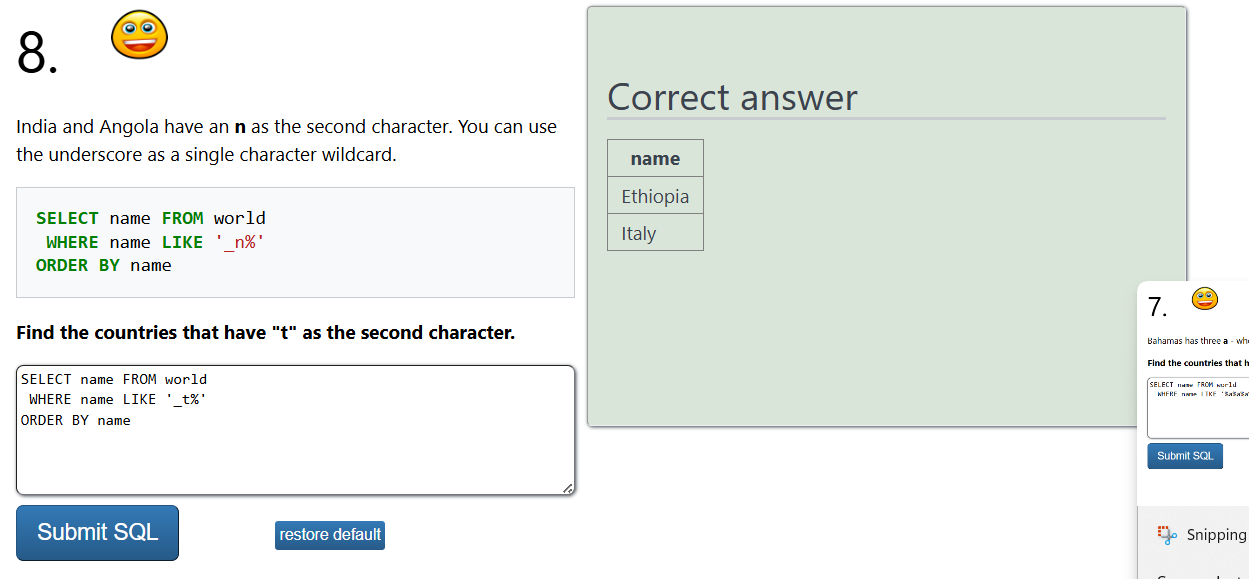 8.
India and Angola have an n as the second character. You can use
the underscore as a single character wildcard.
SELECT name FROM world
WHERE name LIKE '_n%'
ORDER BY name
Find the countries that have "t" as the second character.
SELECT name FROM world
WHERE name LIKE '_t%'
ORDER BY name
Submit SQL
restore default
Correct answer
name
Ethiopia
Italy
7.
Bahamas has three a -
Find the countries that
SELECT name FROM world
WHERE name LIKE
Submit SQL
Snipping